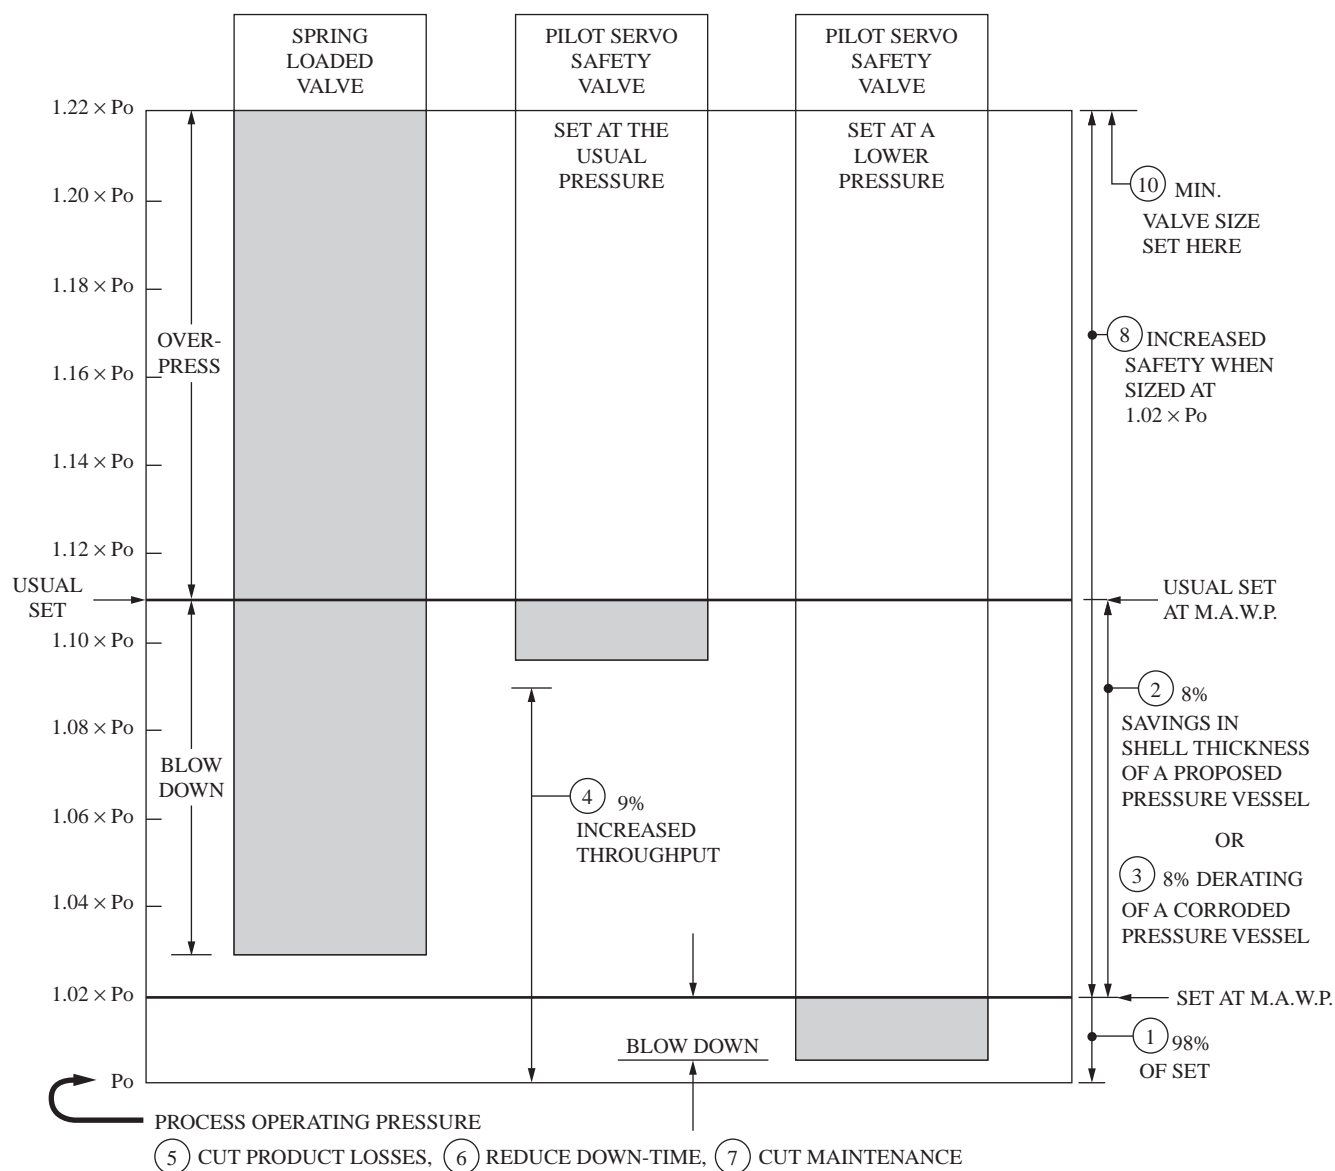 SPRING
LOADED
VALVE
PILOT SERVO
SAFETY
VALVE
PILOT SERVO
SAFETY
VALVE
SET AT THE
USUAL
PRESSURE
SET AT A
LOWER
PRESSURE
1.22 × Po
1.20 × Po
1.18 × Po
1.16 × Po
1.14 × Po
1.12 × Po
USUAL
SET
1.10 × Po
1.08 × Po
1.06 × Po
1.04 × Po
1.02 × Po
Po
OVER-
PRESS
BLOW
DOWN
4 9%
INCREASED
THROUGHPUT
BLOW DOWN
10 MIN.
VALVE SIZE
SET HERE
8 INCREASED
SAFETY WHEN
SIZED AT
1.02 × Po
USUAL SET
AT M.A.W.P.
2 8%
SAVINGS IN
SHELL THICKNESS
OF A PROPOSED
PRESSURE VESSEL
OR
3 8% DERATING
OF A CORRODED
PRESSURE VESSEL
SET AT M.A.W.P.
1 98%
OF SET
PROCESS OPERATING PRESSURE
5 CUT PRODUCT LOSSES, 6 REDUCE DOWN-TIME, 7 CUT MAINTENANCE